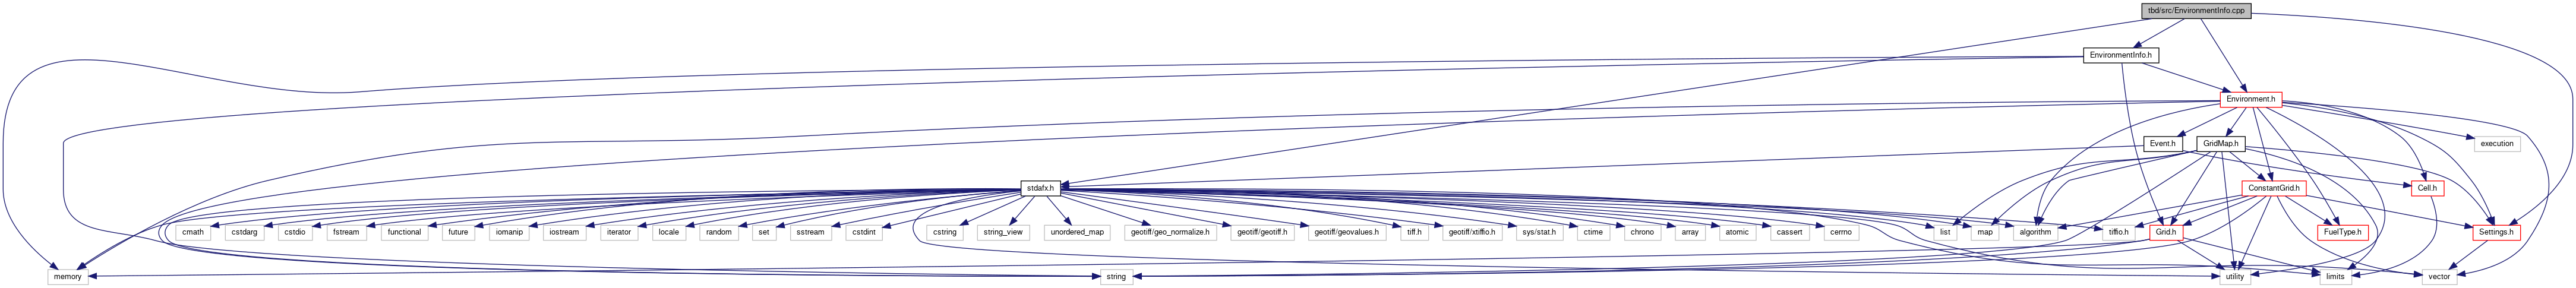 tbd/src/EnvironmentInfo.cpp
EnvironmentInfo.h
Environment.h
Event.h
GridMap.h
execution
stdafx.h
ConstantGrid.h
Cell.h
cmath
cstdarg
cstdio
fstream
functional
future
iomanip
iostream
iterator
locale
random
set
sstream
cstdint
cstring
string_view
unordered_map
geotiff/geo_normalize.h
geotiff/geotiff.h
geotiff/geovalues.h
tiff.h
geotiff/xtiffio.h
sys/stat.h
ctime
chrono
array
atomic
cassert
cerrno
list
map
algorithm
tiffio.h
Grid.h
FuelType.h
Settings.h
memory
string
utility
limits
vector